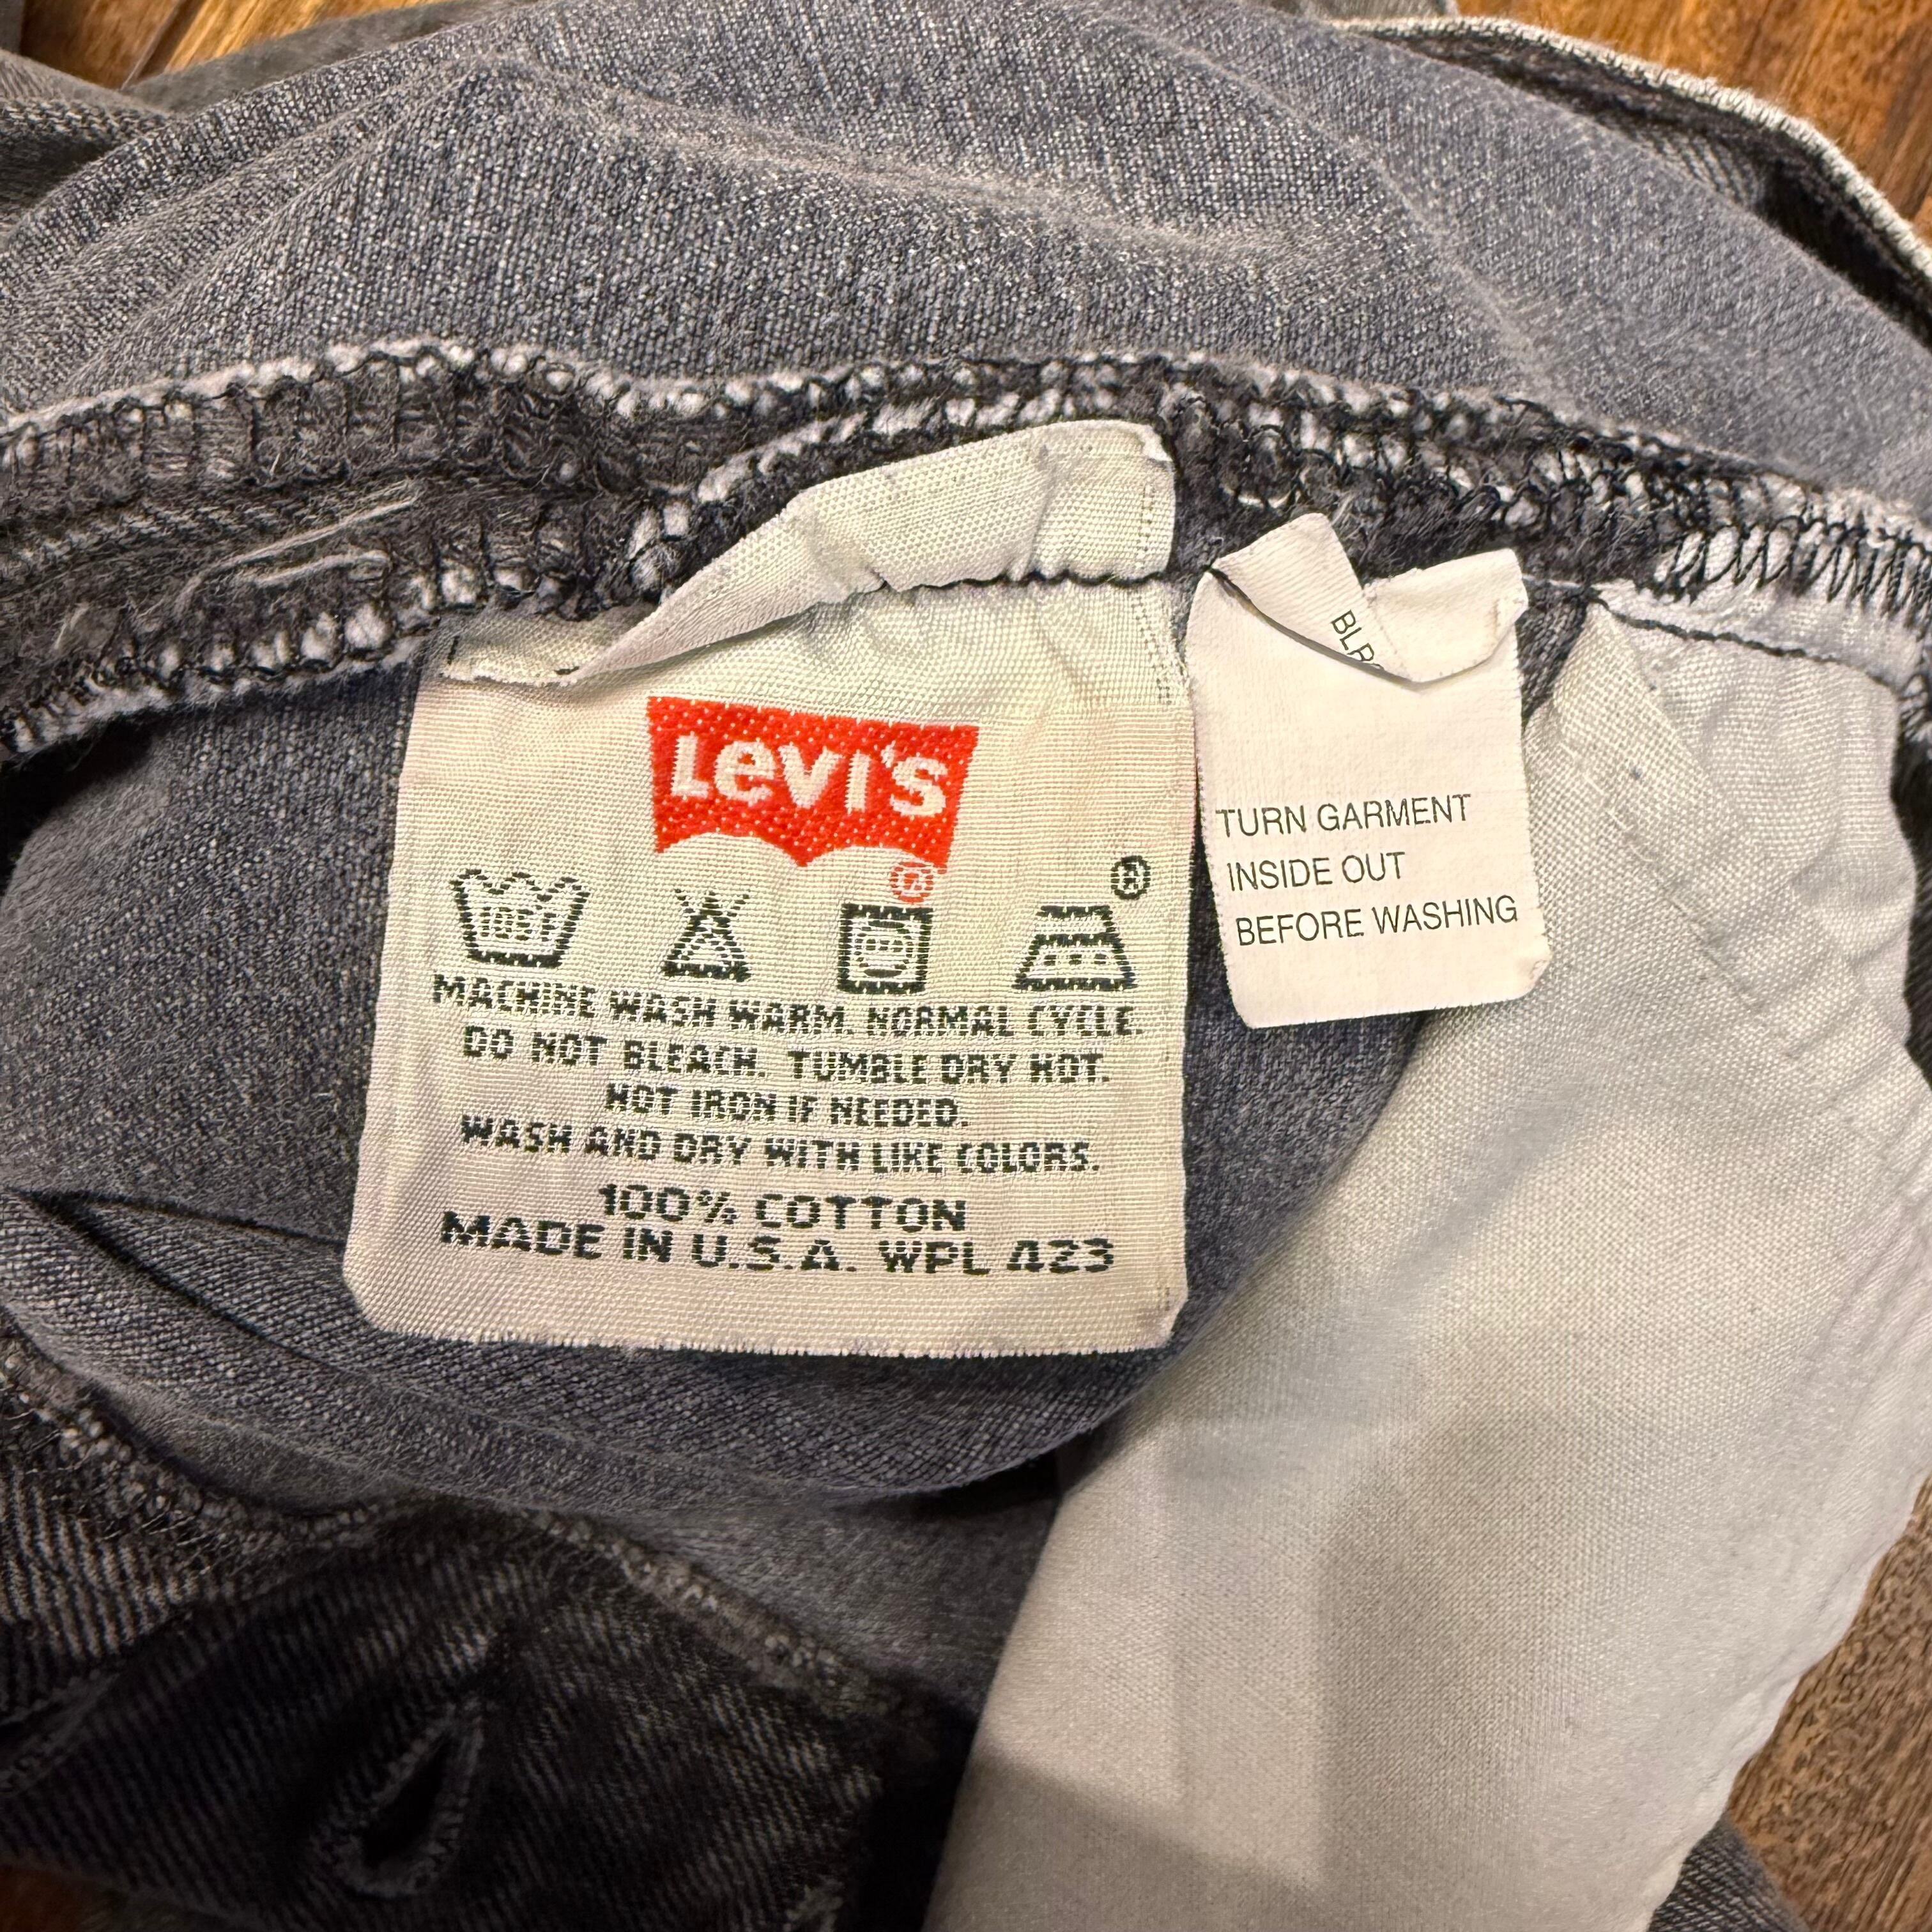 Levi's
®
®
105F
MACHINE WASH WARM. NORMAL CYCLE.
DO NOT BLEACH. TUMBLE DRY HOT.
HOT IRON IF NEEDED.
WASH AND DRY WITH LIKE COLORS.
100% COTTON
MADE IN U.S.A. WPL 423
TURN GARMENT
INSIDE OUT
BEFORE WASHING